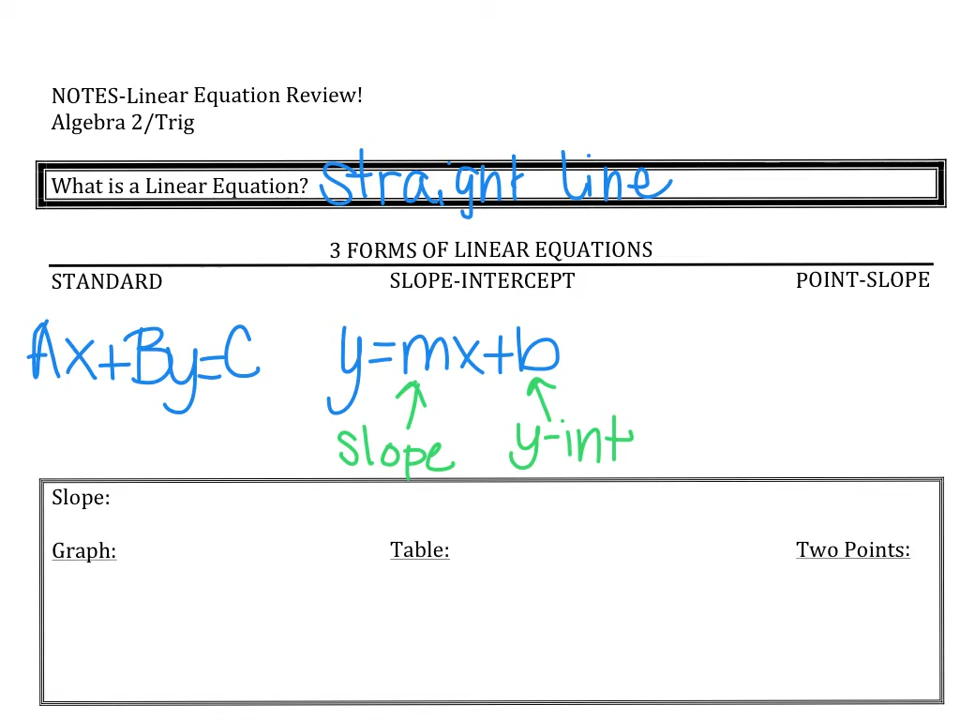 NOTES-Linear Equation Review!
Algebra 2/Trig
What is a Linear Equation? Straight line
3 FORMS OF LINEAR EQUATIONS
STANDARD SLOPE-INTERCEPT POINT-SLOPE
Ax+By=C y=mx+b
slope y-int
Slope:
Graph: Table: Two Points: